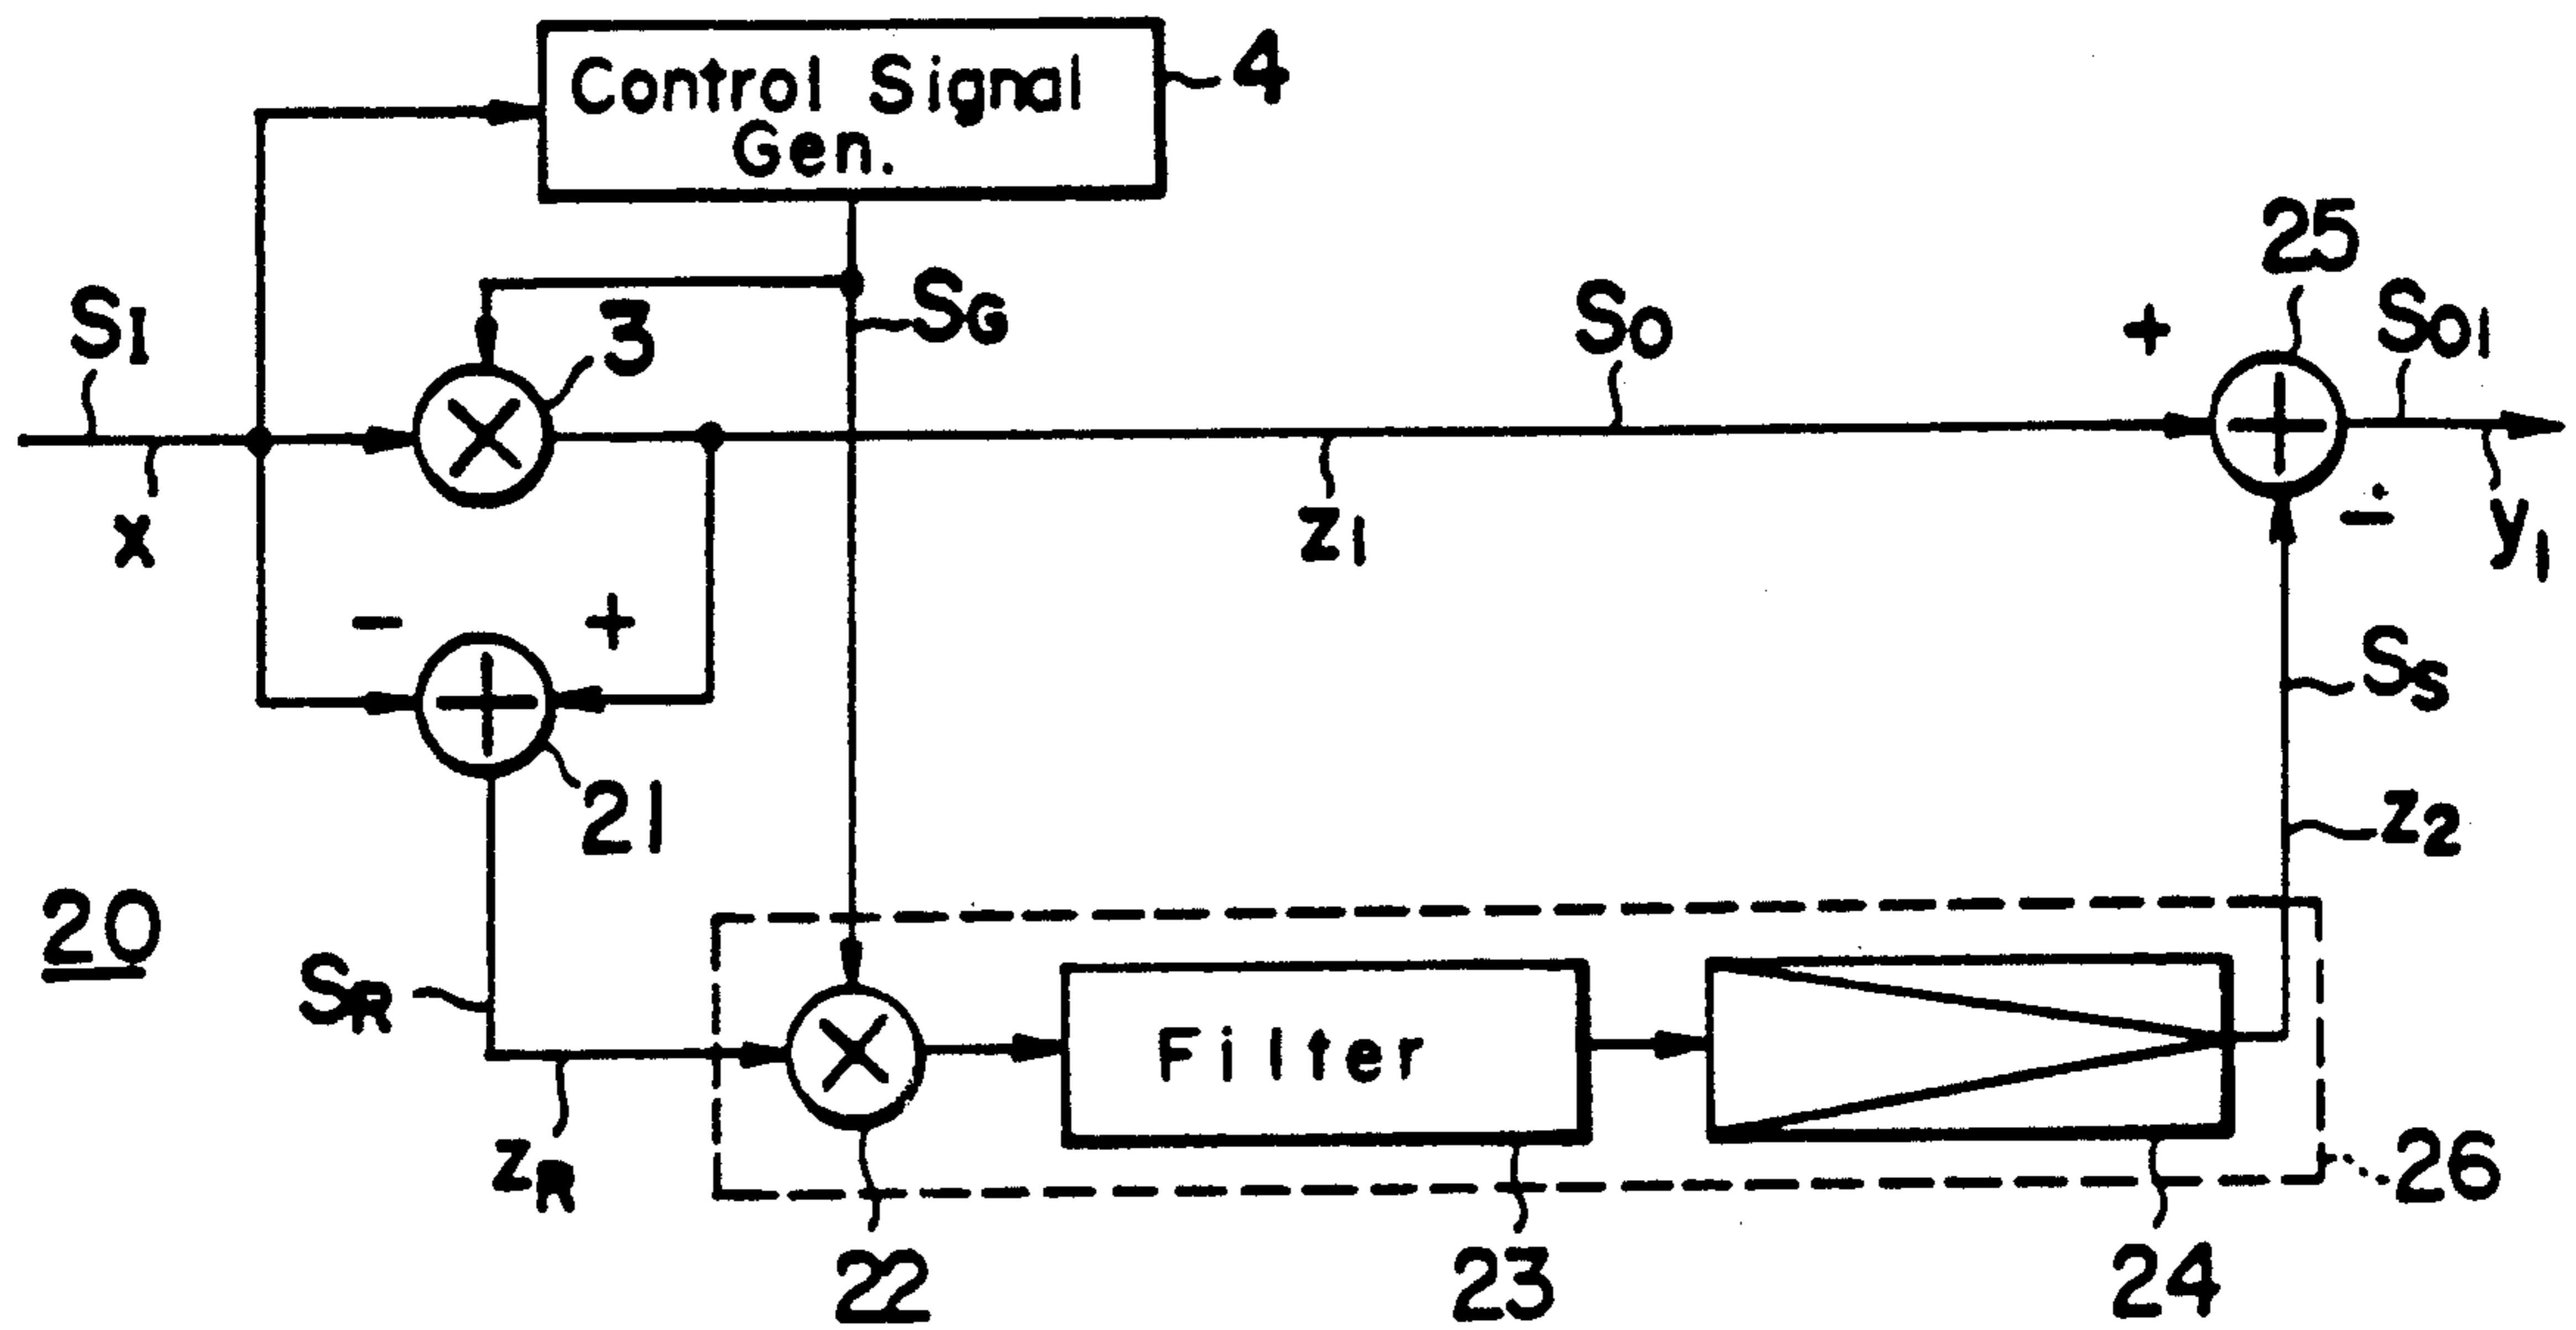 Control Signal
Gen.
4
SI
x
3
SG
SO
z1
25
+
SO1
-
y1
-
+
21
SS
z2
20
SR
zR
Filter
22
23
24
26